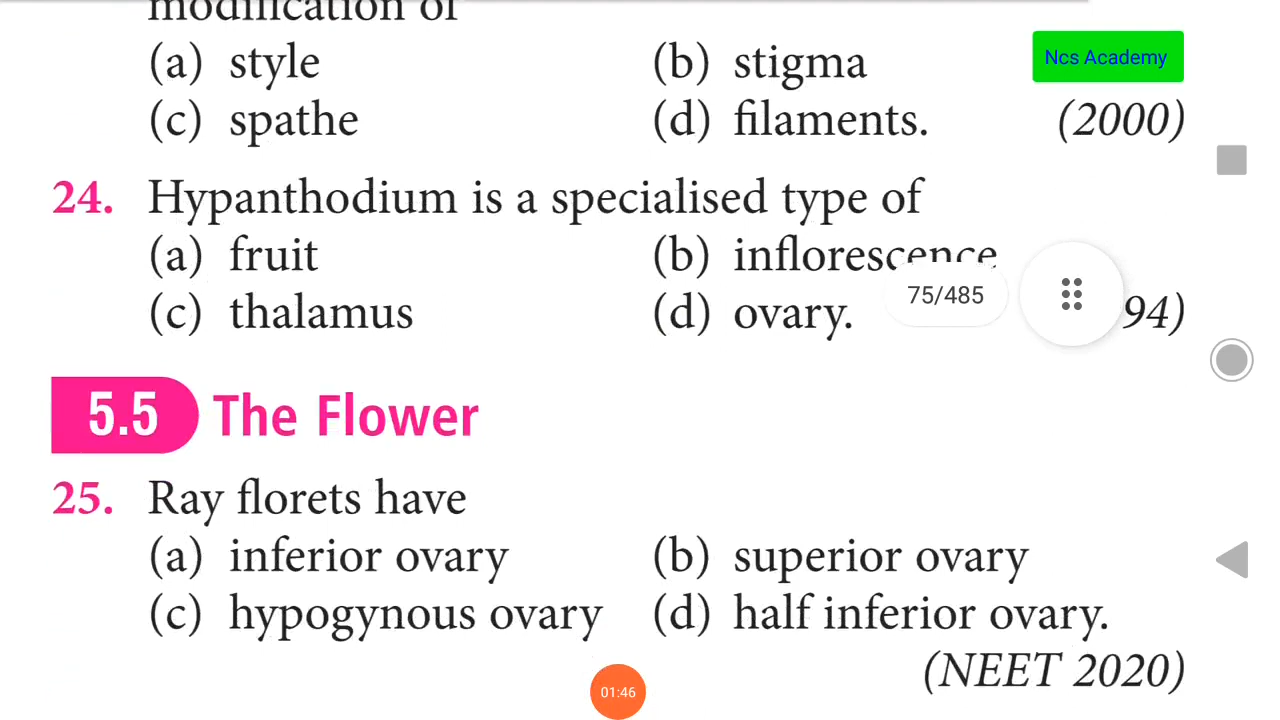 modification of
(a) style (b) stigma
Ncs Academy
(c) spathe (d) filaments. (2000)
24. Hypanthodium is a specialised type of
(a) fruit (b) inflorescence
75/485
(c) thalamus (d) ovary. 94)
5.5 The Flower
25. Ray florets have
(a) inferior ovary (b) superior ovary
(c) hypogynous ovary (d) half inferior ovary.
(NEET 2020)
01:46